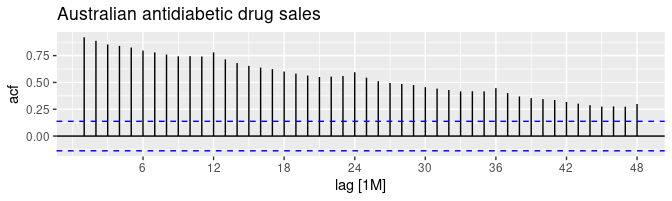 Australian antidiabetic drug sales
0.75
0.50
0.25
0.00
acf
6 12 18 24 30 36 42 48
lag [1M]